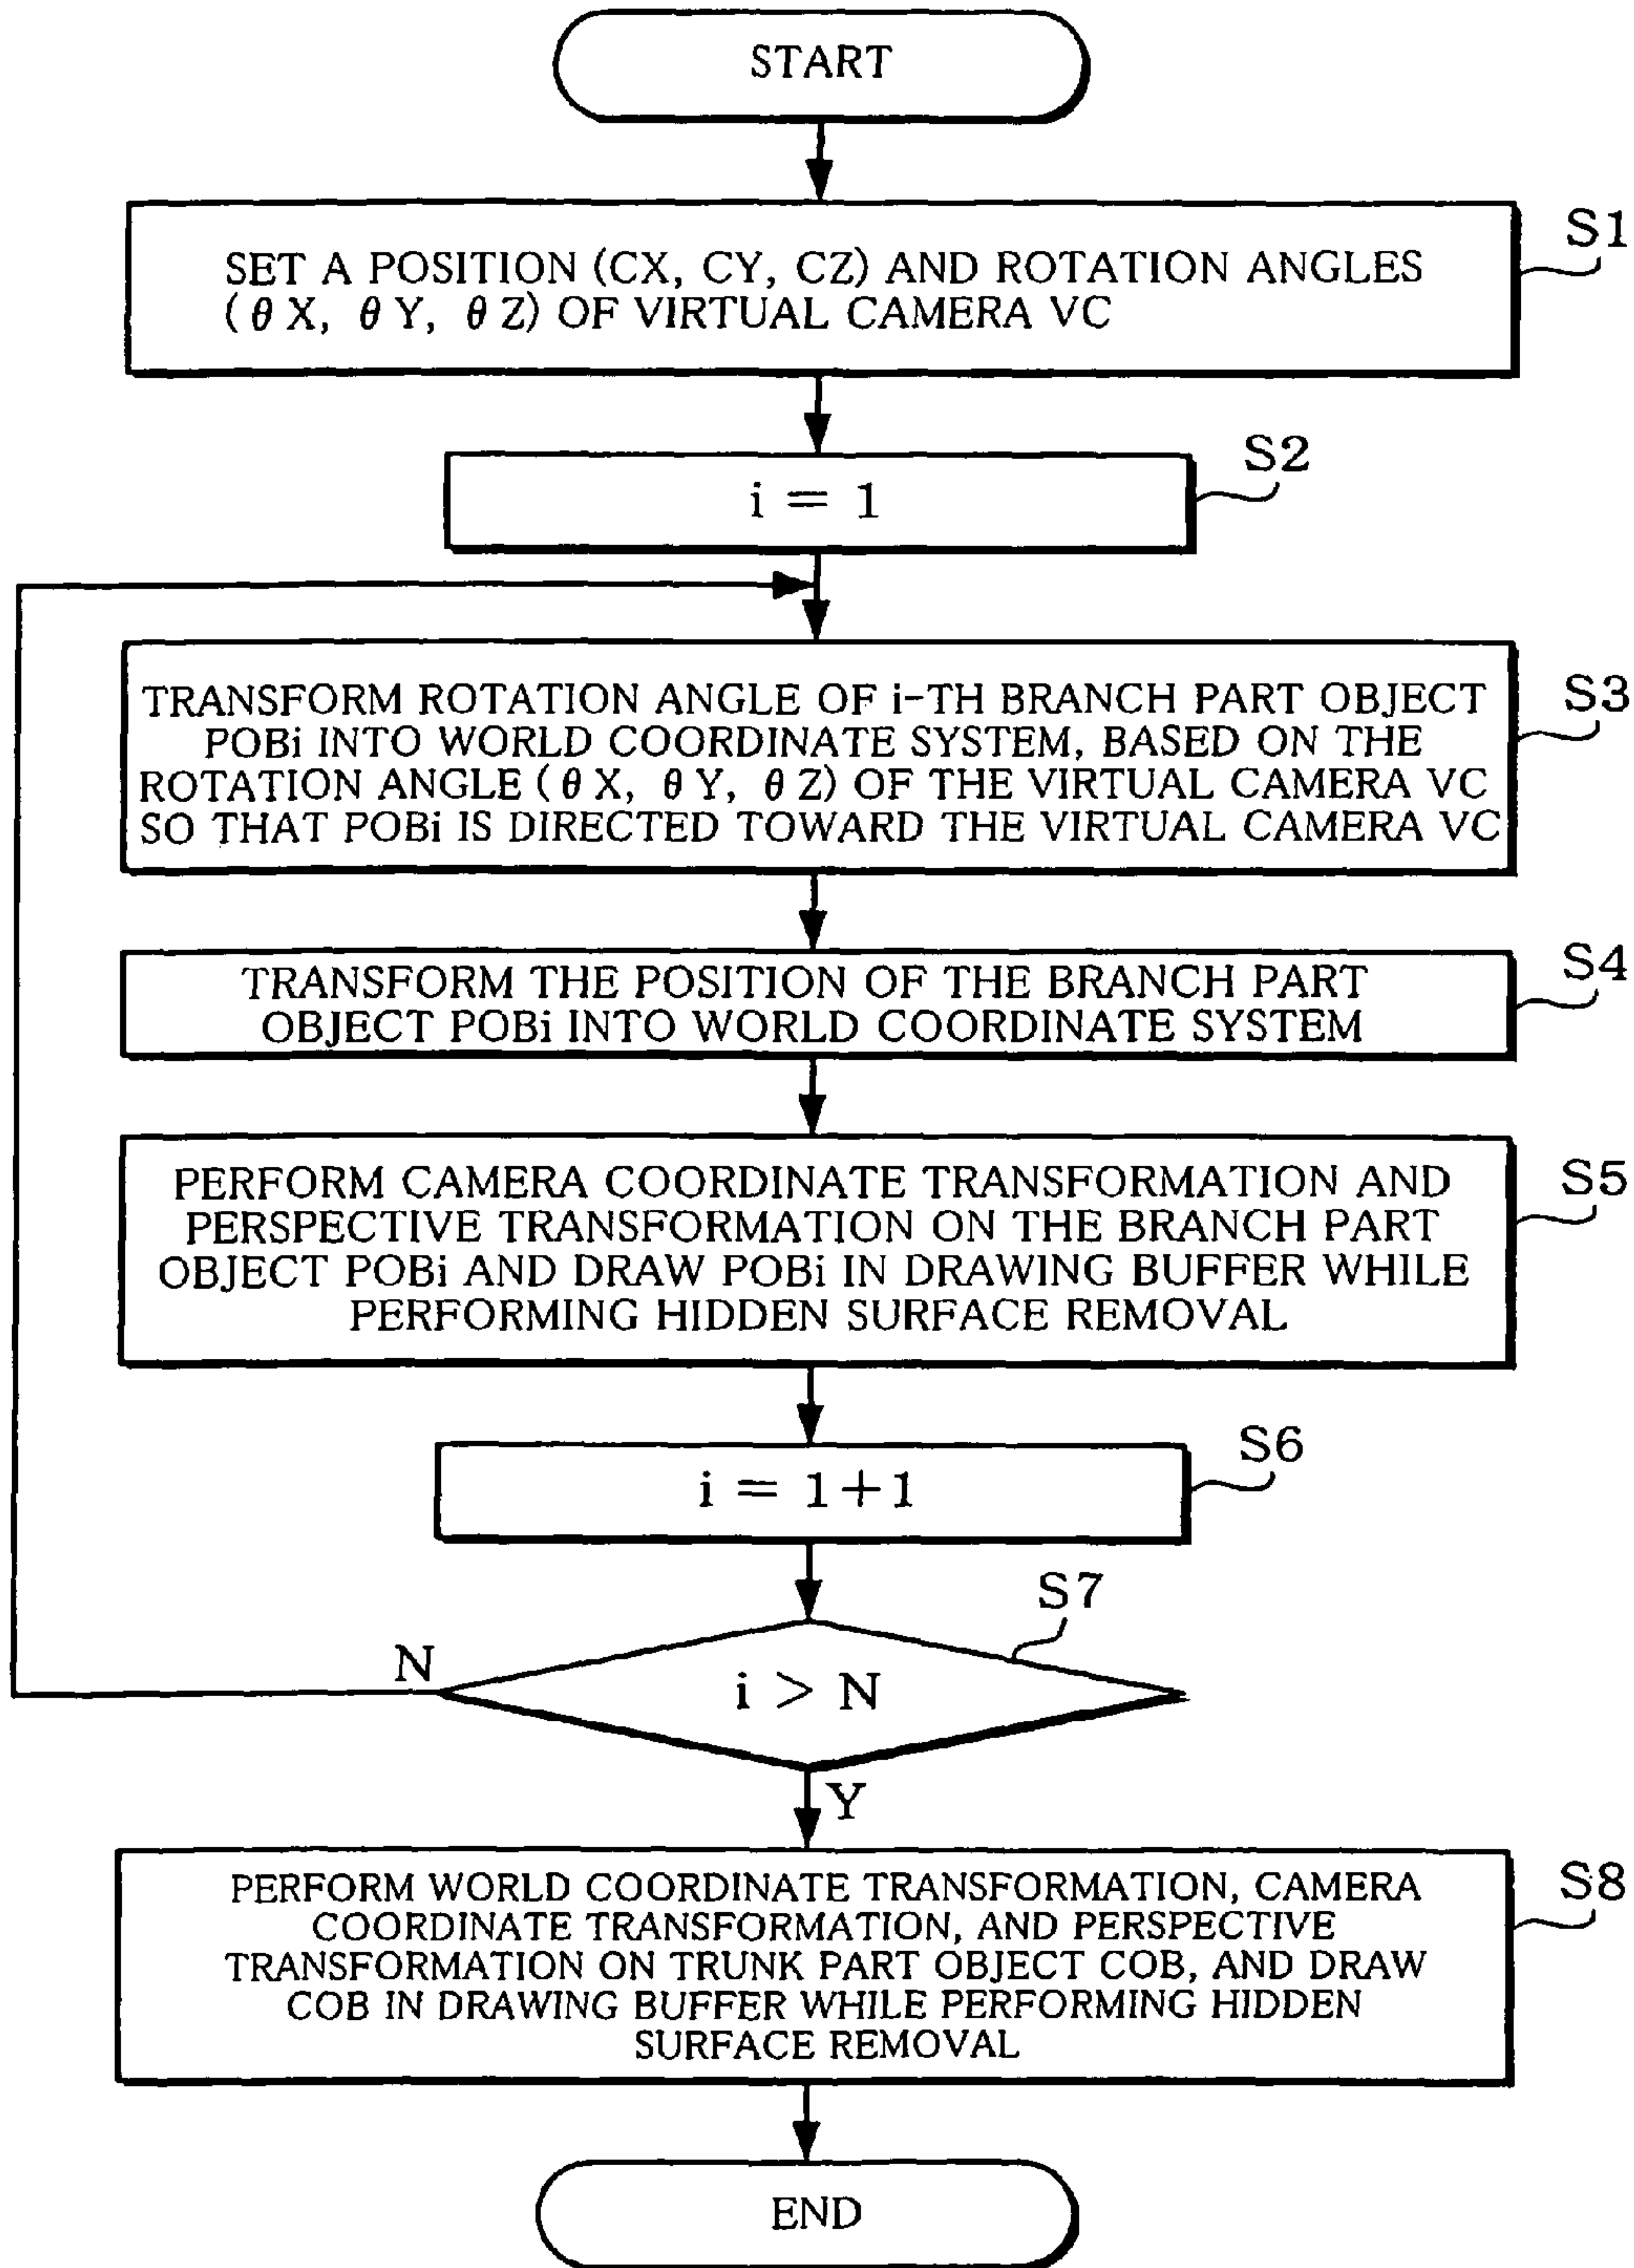 START
S1
SET A POSITION (CX, CY, CZ) AND ROTATION ANGLES
(θ X, θ Y, θ Z) OF VIRTUAL CAMERA VC
S2
i = 1
S3
TRANSFORM ROTATION ANGLE OF i-TH BRANCH PART OBJECT
POBi INTO WORLD COORDINATE SYSTEM, BASED ON THE
ROTATION ANGLE (θ X, θ Y, θ Z) OF THE VIRTUAL CAMERA VC
SO THAT POBi IS DIRECTED TOWARD THE VIRTUAL CAMERA VC
S4
TRANSFORM THE POSITION OF THE BRANCH PART
OBJECT POBi INTO WORLD COORDINATE SYSTEM
S5
PERFORM CAMERA COORDINATE TRANSFORMATION AND
PERSPECTIVE TRANSFORMATION ON THE BRANCH PART
OBJECT POBi AND DRAW POBi IN DRAWING BUFFER WHILE
PERFORMING HIDDEN SURFACE REMOVAL
S6
i = 1+1
S7
N
i > N
Y
S8
PERFORM WORLD COORDINATE TRANSFORMATION, CAMERA
COORDINATE TRANSFORMATION, AND PERSPECTIVE
TRANSFORMATION ON TRUNK PART OBJECT COB, AND DRAW
COB IN DRAWING BUFFER WHILE PERFORMING HIDDEN
SURFACE REMOVAL
END